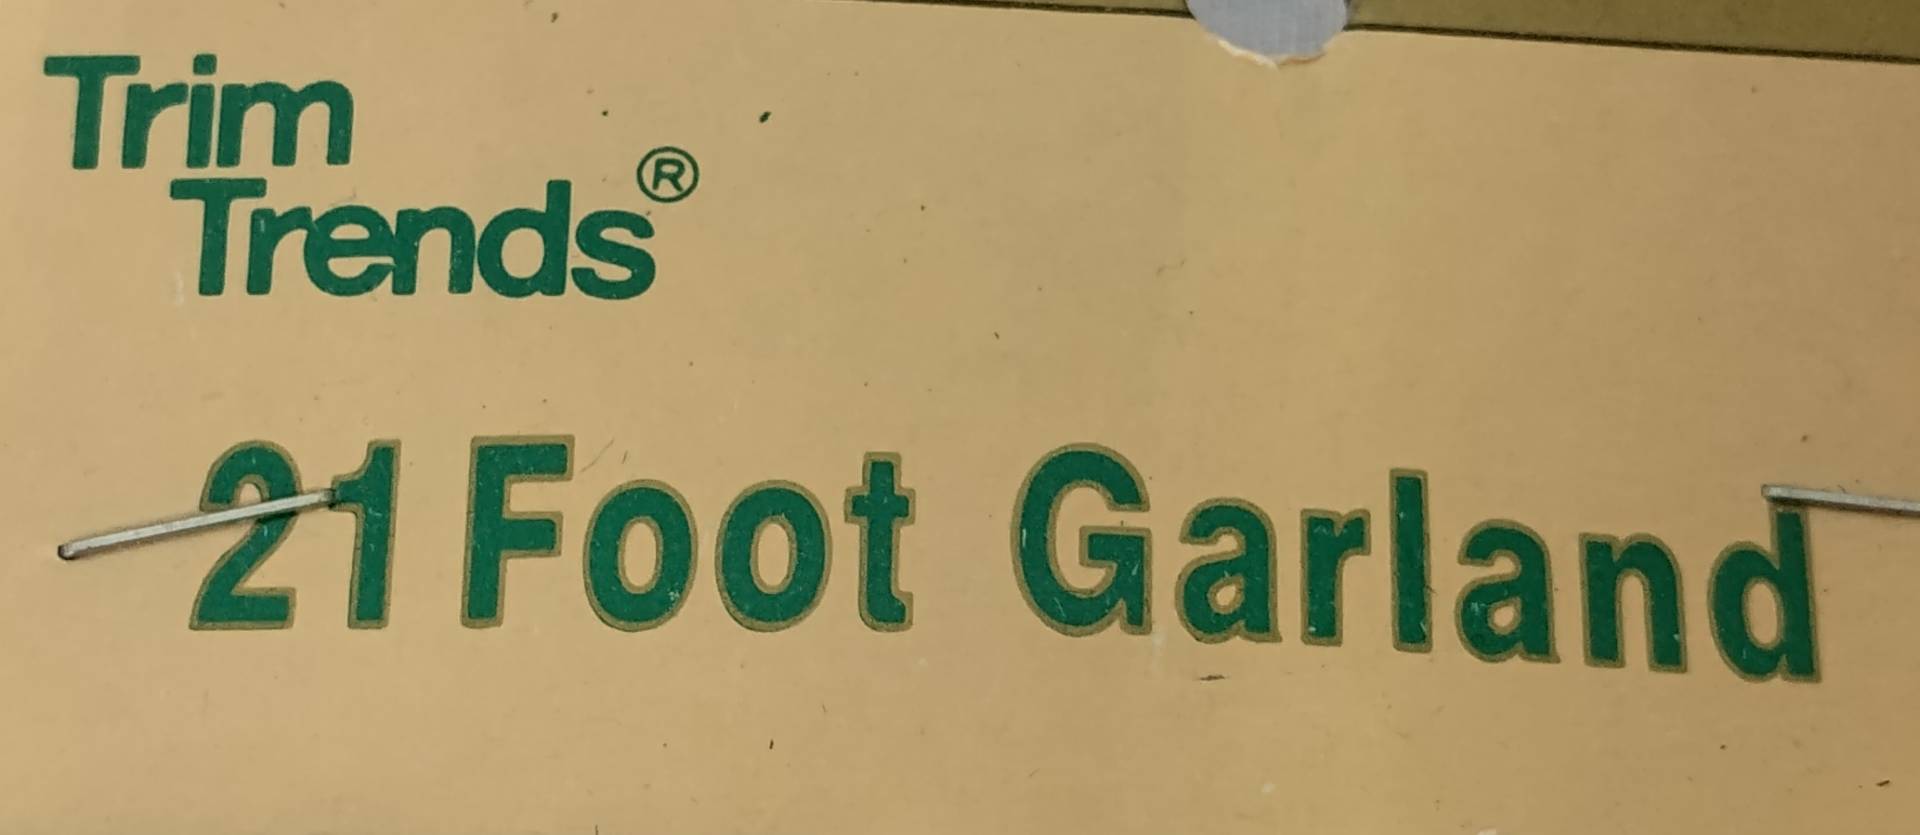 Trim
Trends®
21 Foot Garland